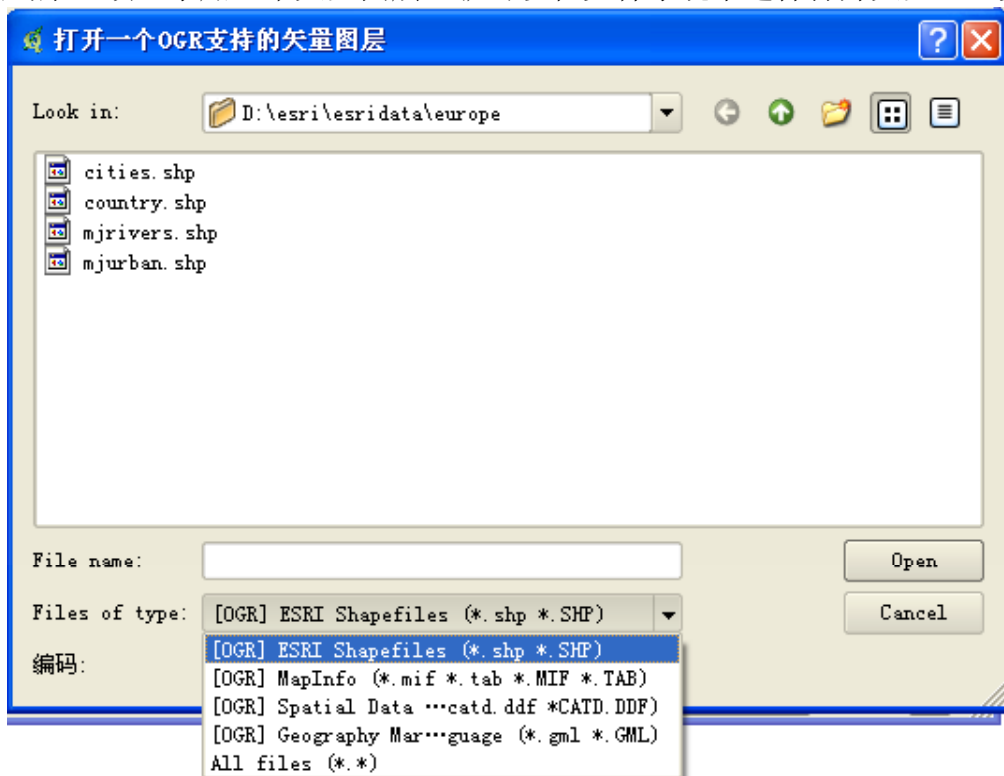 打开一个OGR支持的矢量图层
Look in: D:\esri\esridata\europe
cities.shp
country.shp
mjrivers.shp
mjurban.shp
File name: Open
Files of type: [OGR] ESRI Shapefiles (*.shp *.SHP) Cancel
[OGR] ESRI Shapefiles (*.shp *.SHP)
编码:
[OGR] MapInfo (*.mif *.tab *.MIF *.TAB)
[OGR] Spatial Data …catd.ddf *CATD.DDF)
[OGR] Geography Mar…guage (*.gml *.GML)
All files (*.*)